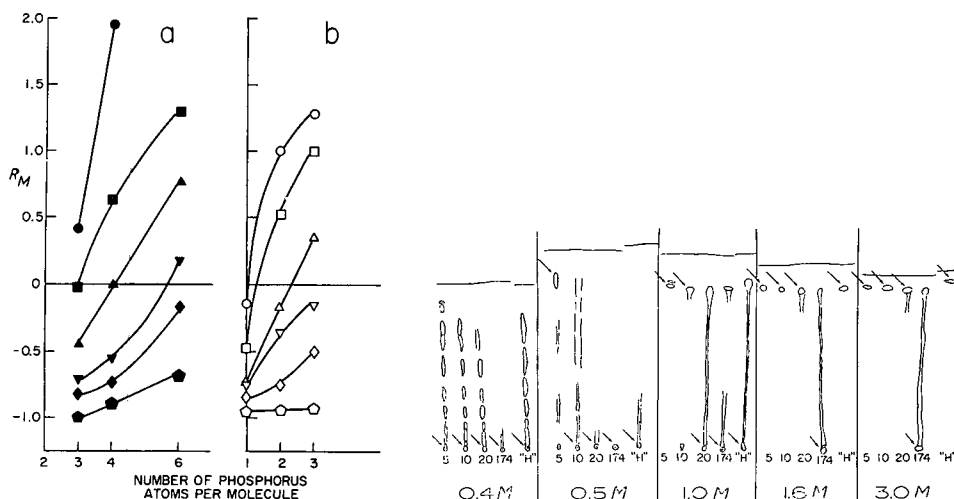 a
b
2.0
1.5
1.0
0.5
0
-0.5
-1.0
R_M
2 3 4 6
1 2 3
NUMBER OF PHOSPHORUS
ATOMS PER MOLECULE
5 10 20 174 "H"
5 10 20 174 "H"
5 10 20 174 "H"
5 10 20 174 "H"
5 10 20 174 "H"
0.4 M
0.5 M
1.0 M
1.6 M
3.0 M